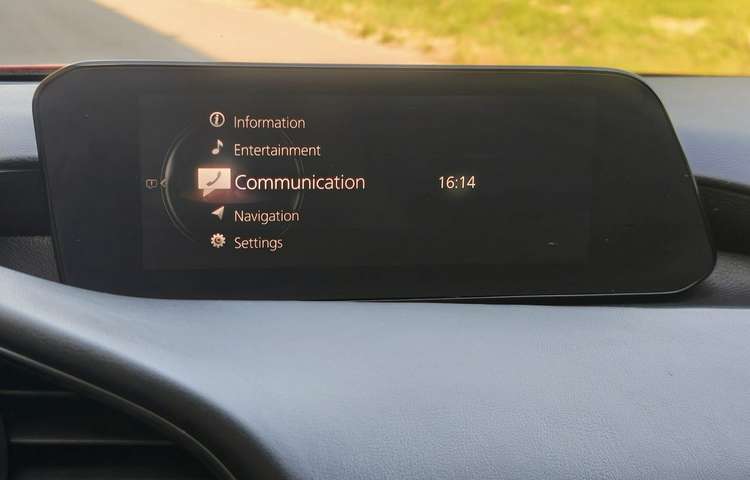 Information
Entertainment
Communication
16:14
Navigation
Settings